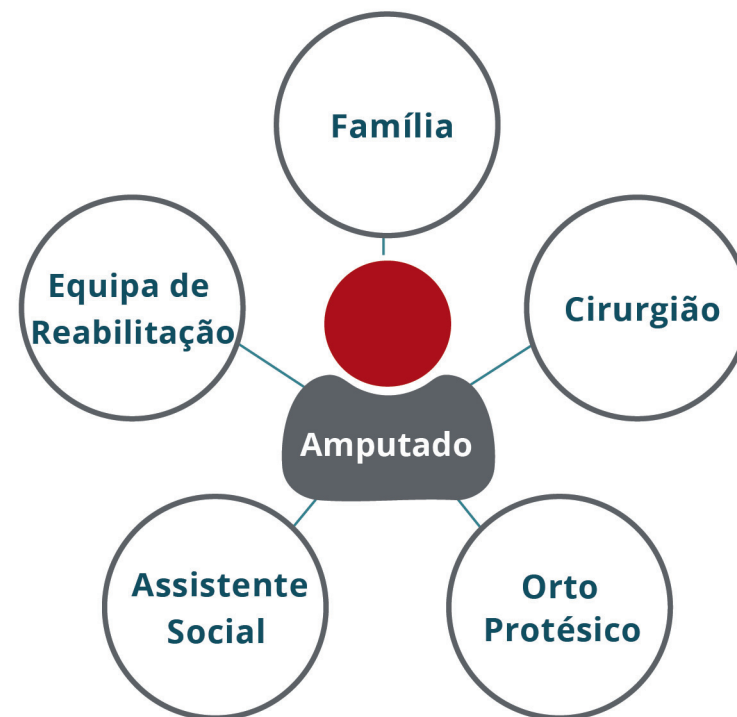 Família
Equipa de
Reabilitação
Cirurgião
Amputado
Assistente
Social
Orto
Protésico